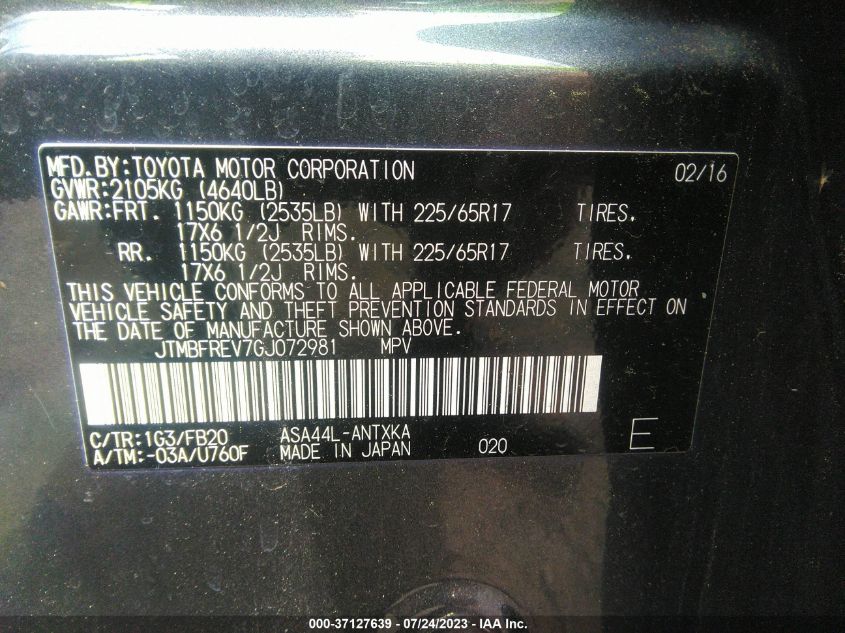 MFD.BY:TOYOTA MOTOR CORPORATION 02/16
GVWR:2105KG (4640LB)
GAWR:FRT. 1150KG (2535LB) WITH 225/65R17 TIRES,
17X6 1/2J RIMS.
RR. 1150KG (2535LB) WITH 225/65R17 TIRES,
17X6 1/2J RIMS.
THIS VEHICLE CONFORMS TO ALL APPLICABLE FEDERAL MOTOR
VEHICLE SAFETY AND THEFT PREVENTION STANDARDS IN EFFECT ON
THE DATE OF MANUFACTURE SHOWN ABOVE.
JTMBFREV7GJ072981 MPV
C/TR:1G3/FB20 ASA44L-ANTXKA E
A/TM:-03A/U760F MADE IN JAPAN 020
000-37127639 - 07/24/2023 - IAA Inc.